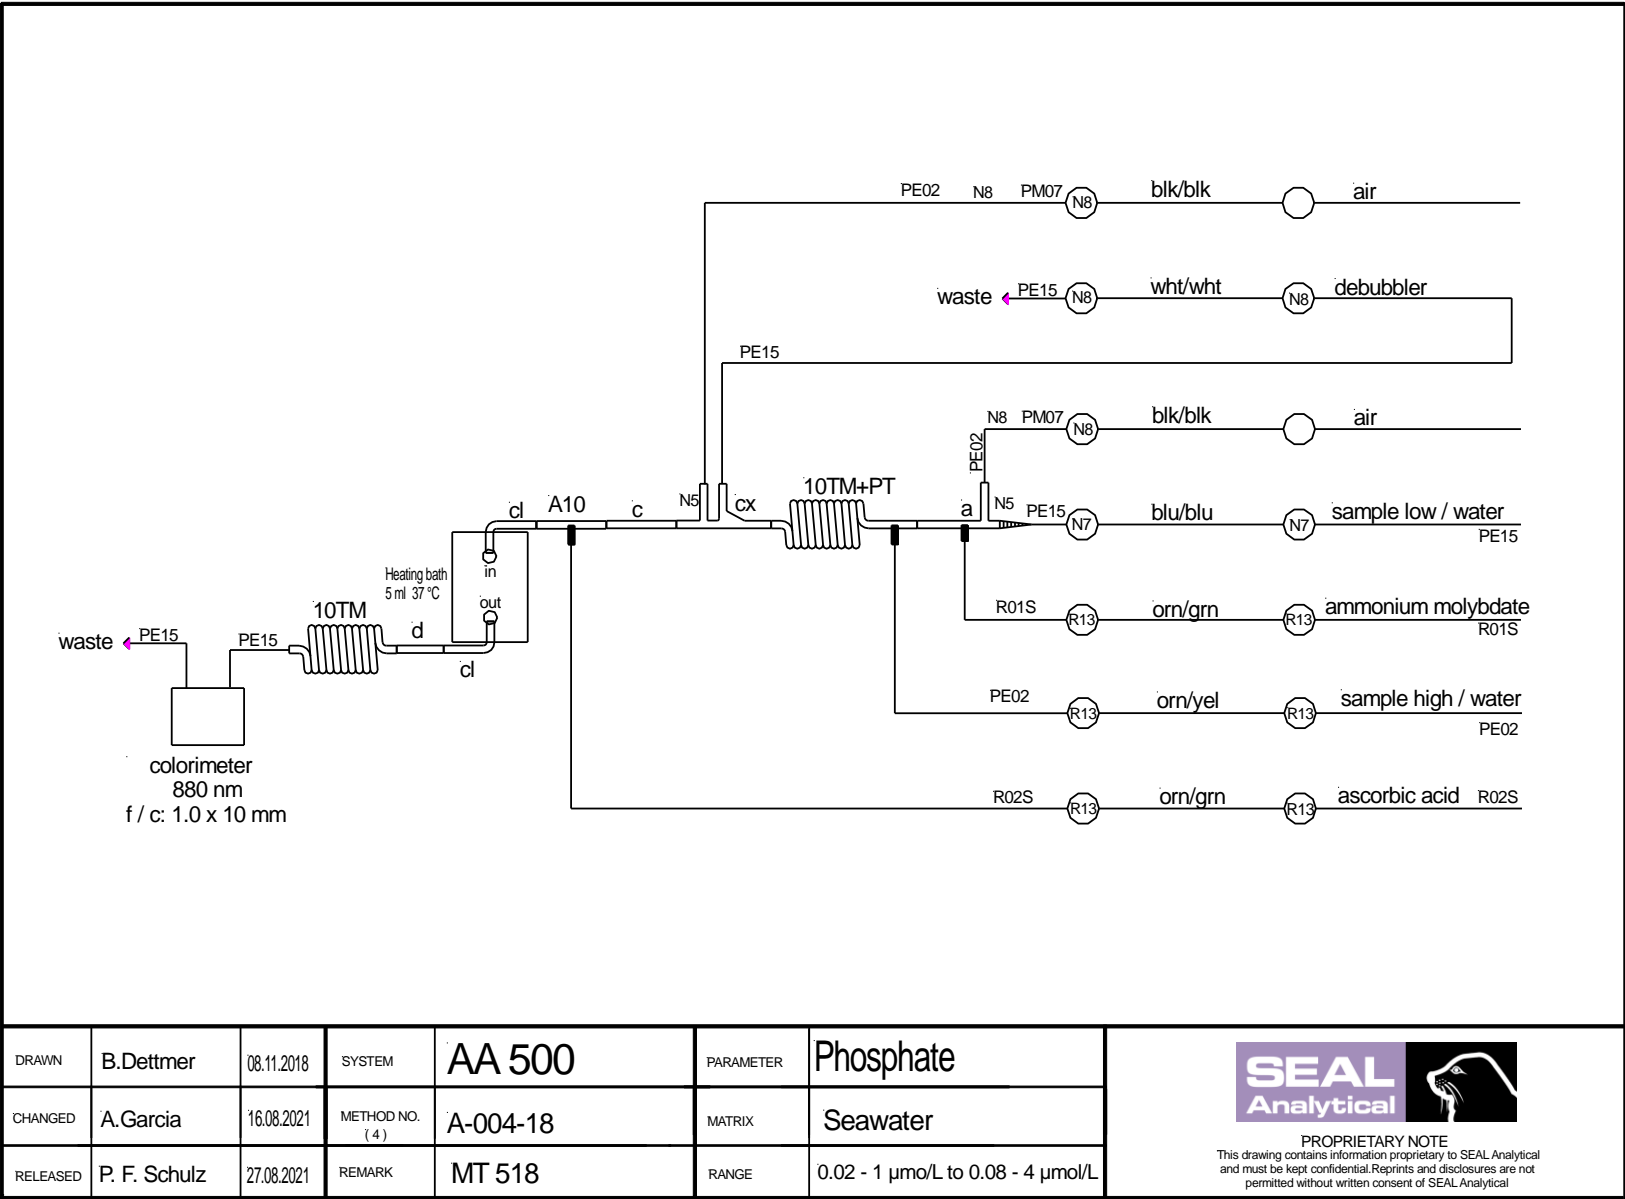 PE02 N8 PM07 N8 blk/blk air
waste PE15 N8 wht/wht N8 debubbler
PE15
N8 PM07 N8 blk/blk air
PE02
10TM+PT
cl A10 c N5 cx a N5 PE15 N7 blu/blu N7 sample low / water
PE15
Heating bath
5 ml 37 °C
in
out
R01S R13 orn/grn R13 ammonium molybdate
R01S
10TM
waste PE15 PE15 d
cl
PE02 R13 orn/yel R13 sample high / water
PE02
colorimeter
880 nm
f / c: 1.0 x 10 mm
R02S R13 orn/grn R13 ascorbic acid R02S
DRAWN B.Dettmer 08.11.2018 SYSTEM AA 500 PARAMETER Phosphate
CHANGED A.Garcia 16.08.2021 METHOD NO. A-004-18 MATRIX Seawater
( 4 )
RELEASED P. F. Schulz 27.08.2021 REMARK MT 518 RANGE 0.02 - 1 µmo/L to 0.08 - 4 µmol/L
SEAL
Analytical
PROPRIETARY NOTE
This drawing contains information proprietary to SEAL Analytical
and must be kept confidential.Reprints and disclosures are not
permitted without written consent of SEAL Analytical